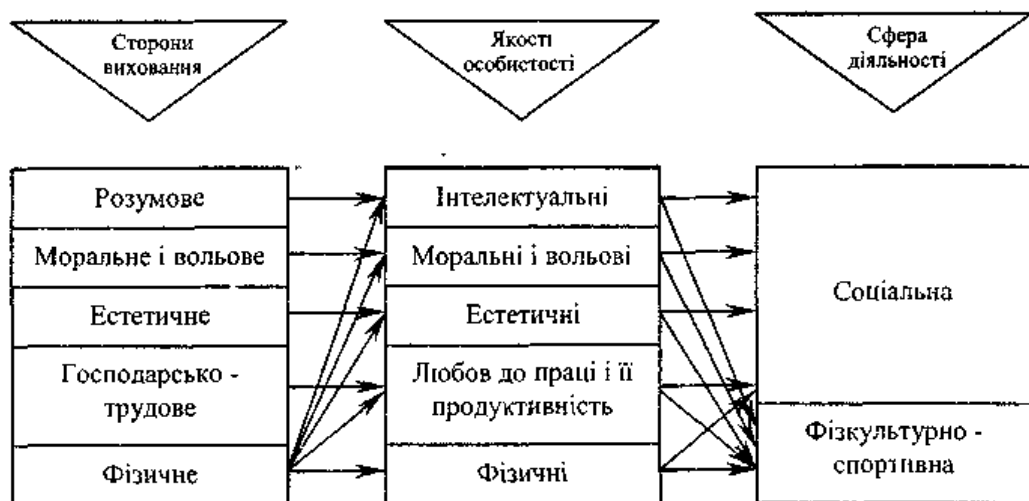 Сторони
виховання
Якості
особистості
Сфера
діяльності
Розумове
Інтелектуальні
Моральне і вольове
Моральні і вольові
Соціальна
Естетичне
Естетичні
Господарсько -
трудове
Любов до праці і її
продуктивність
Фізкультурно -
спортивна
Фізичне
Фізичні